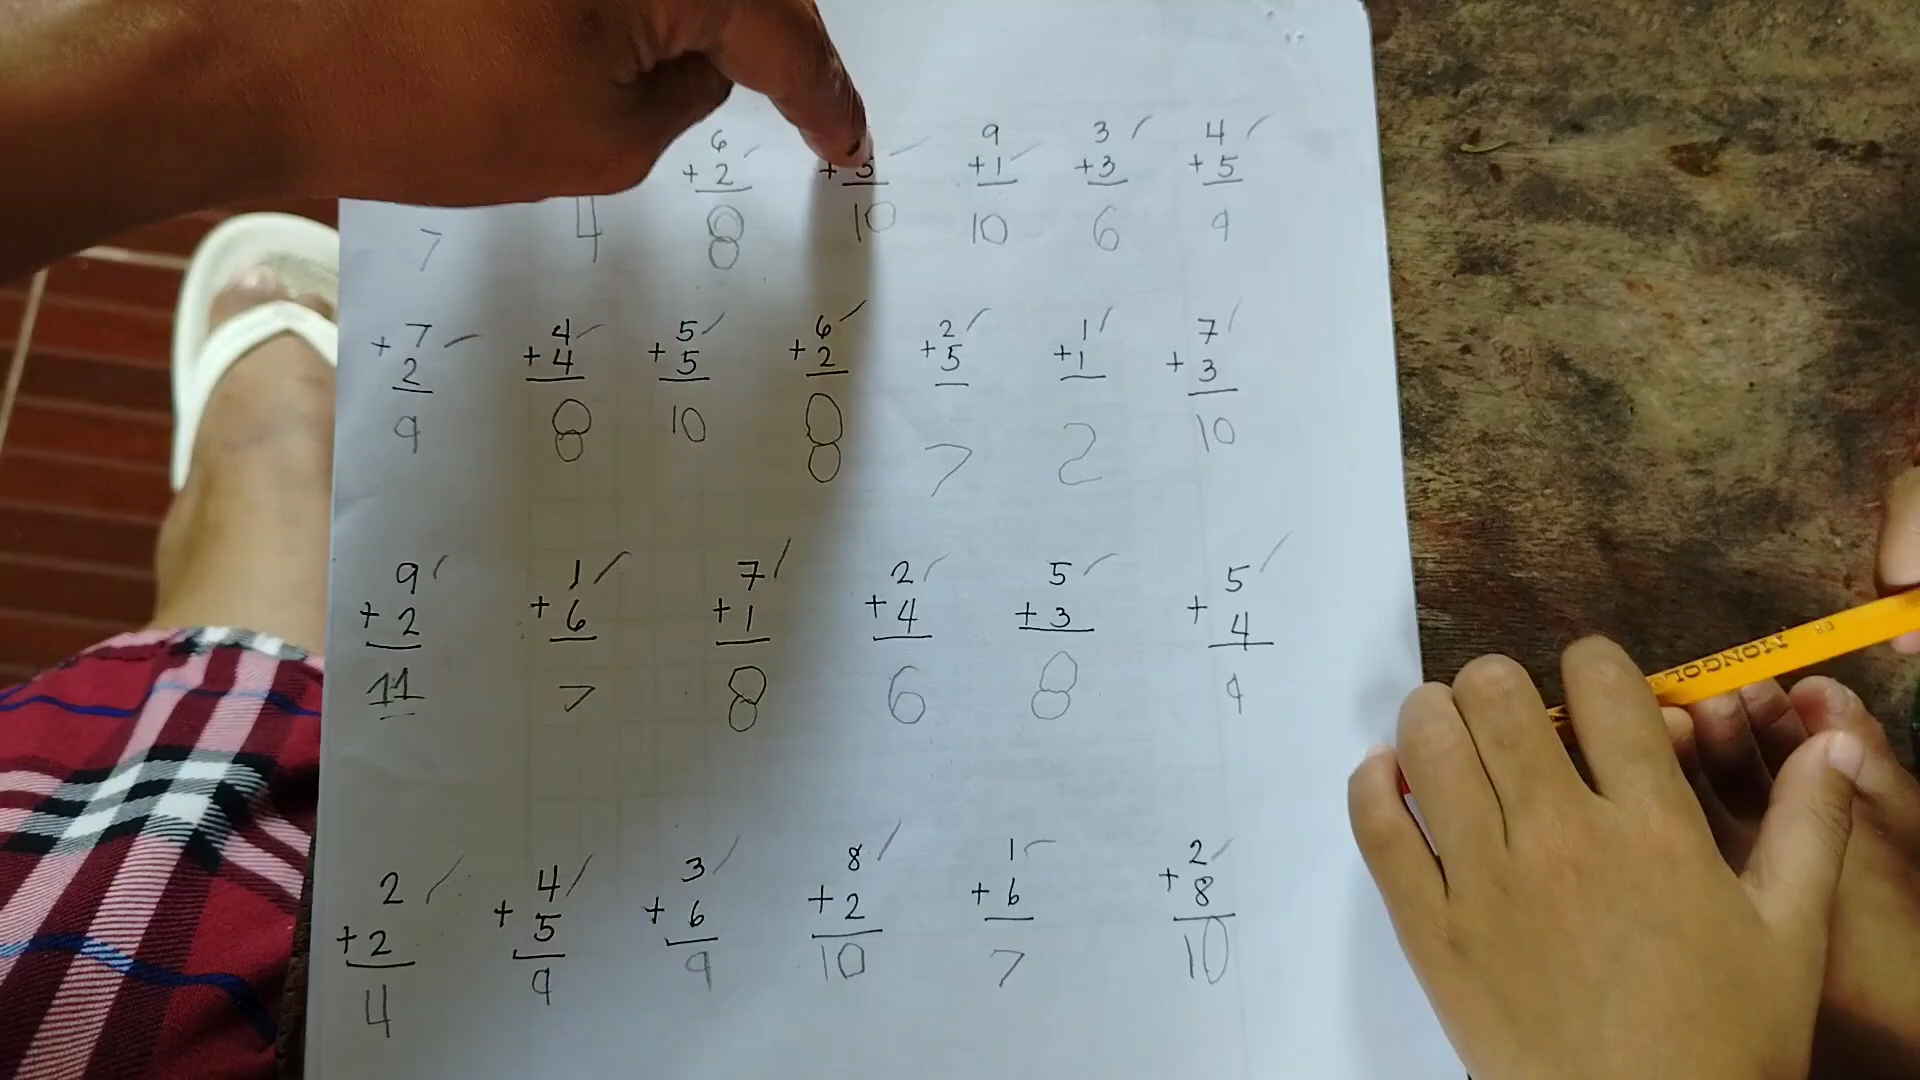 6 9 3 4
+ 2 + 5 + 1 + 3 + 5
7 4 8 10 10 6 9
7 4 5 6 2 1 7
+ 2 + 4 + 5 + 2 + 5 + 1 + 3
9 8 10 8 7 2 10
9 1 7 2 5 5
+ 2 + 6 + 1 + 4 + 3 + 4
11 7 8 6 8 9
2 4 3 8 1 2
+ 2 + 5 + 6 + 2 + 6 + 8
4 9 9 10 7 10
MONGOL